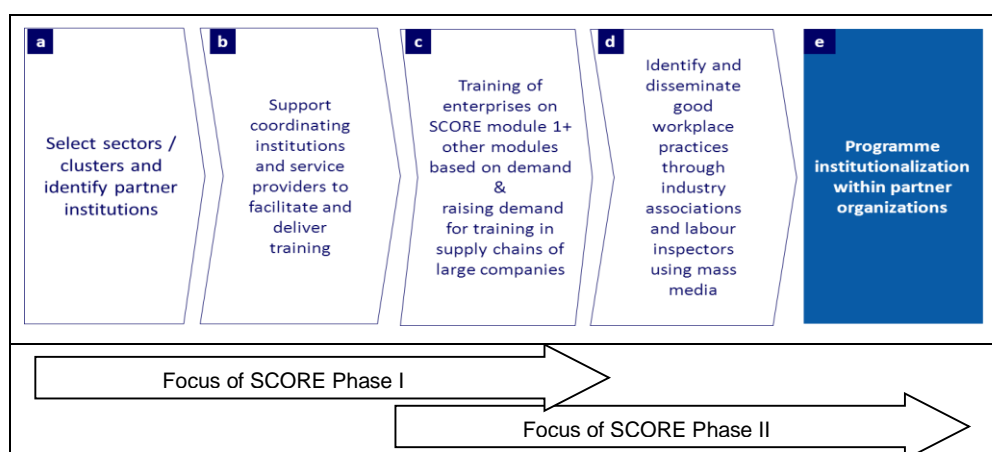 a
Select sectors /
clusters and
identify partner
institutions
b
Support
coordinating
institutions
and service
providers to
facilitate and
deliver
training
c
Training of
enterprises on
SCORE module 1+
other modules
based on demand
&
raising demand
for training in
supply chains of
large companies
d
Identify and
disseminate
good
workplace
practices
through
industry
associations
and labour
inspectors
using mass
media
e
Programme
institutionalization
within partner
organizations
Focus of SCORE Phase I
Focus of SCORE Phase II